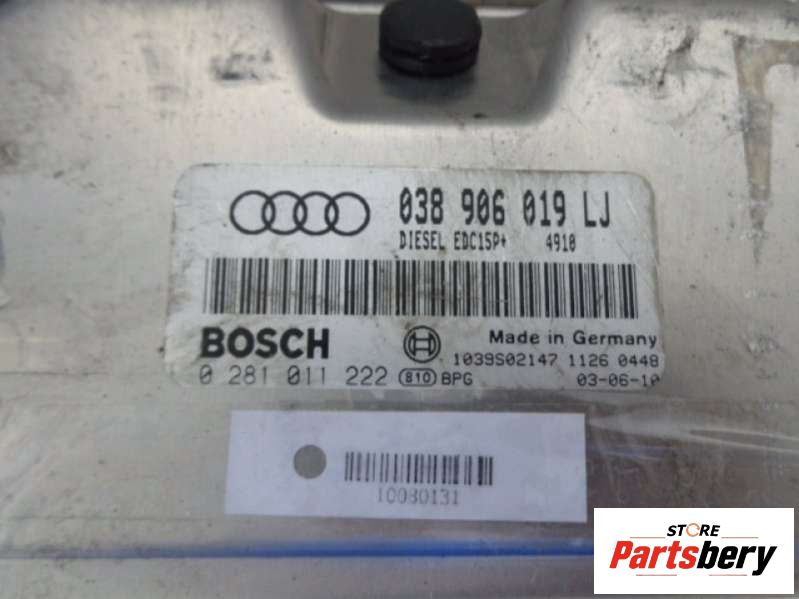 038 906 019 LJ
DIESEL EDC15P+ 4910
BOSCH
Made in Germany
1039S02147 1126 0448
0 281 011 222 810 BPG 03-06-10
10080131
STORE
Partsbery